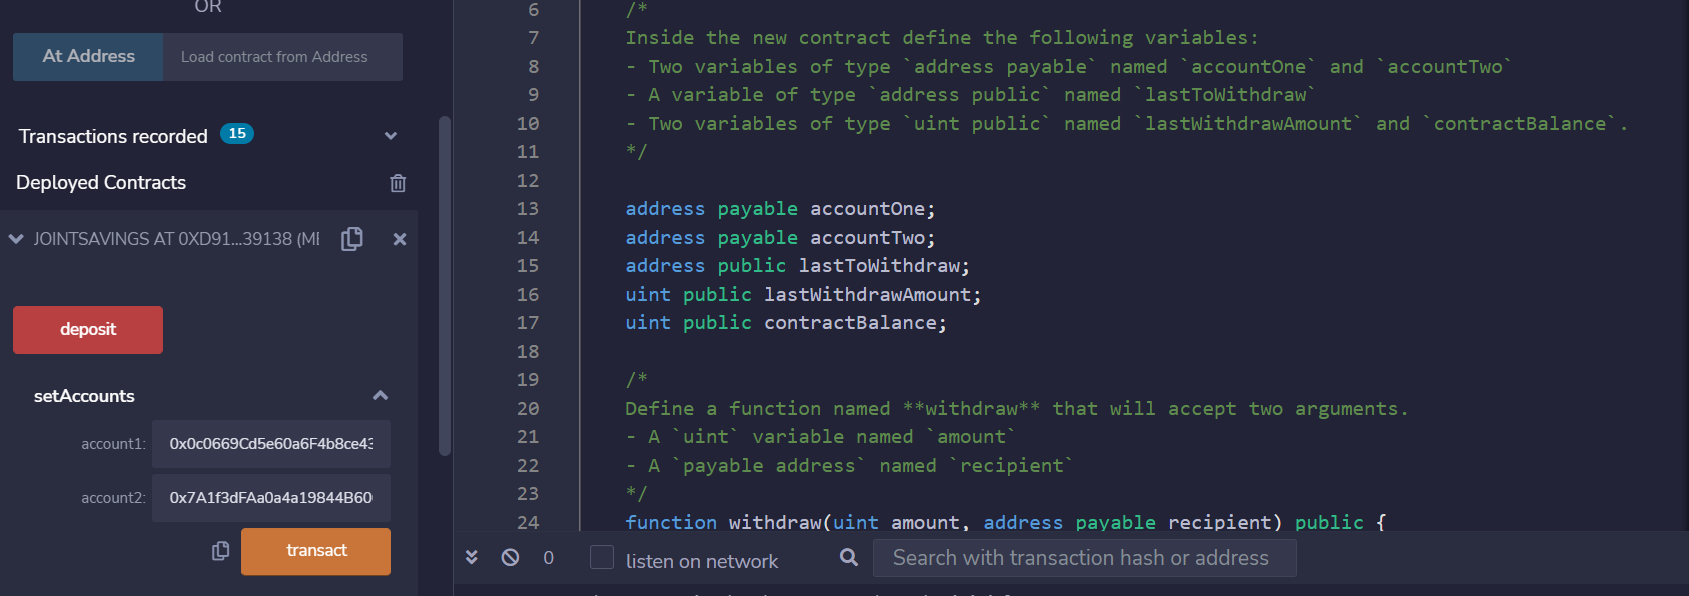 OR
At Address
Load contract from Address
Transactions recorded 15
Deployed Contracts
JOINTSAVINGS AT 0XD91...39138 (ME
deposit
setAccounts
account1: 0x0c0669Cd5e60a6F4b8ce43
account2: 0x7A1f3dFAa0a4a19844B60
transact
6 /*
7 Inside the new contract define the following variables:
8 - Two variables of type `address payable` named `accountOne` and `accountTwo`
9 - A variable of type `address public` named `lastToWithdraw`
10 - Two variables of type `uint public` named `lastWithdrawAmount` and `contractBalance`.
11 */
12
13 address payable accountOne;
14 address payable accountTwo;
15 address public lastToWithdraw;
16 uint public lastWithdrawAmount;
17 uint public contractBalance;
18
19 /*
20 Define a function named **withdraw** that will accept two arguments.
21 - A `uint` variable named `amount`
22 - A `payable address` named `recipient`
23 */
24 function withdraw(uint amount, address payable recipient) public {
0 listen on network Search with transaction hash or address